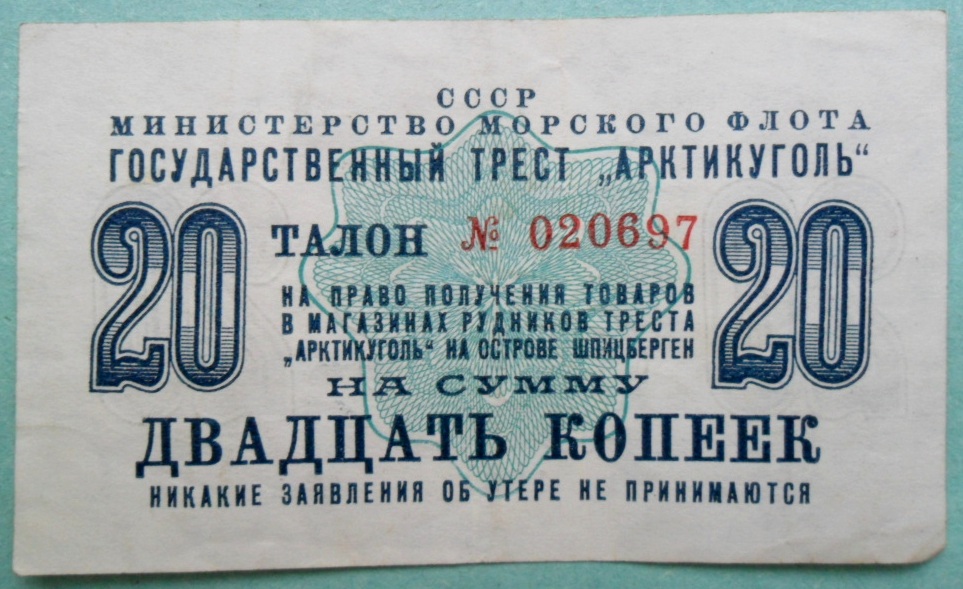 СССР
МИНИСТЕРСТВО МОРСКОГО ФЛОТА
ГОСУДАРСТВЕННЫЙ ТРЕСТ „АРКТИКУГОЛЬ“
20 ТАЛОН № 020697 20
НА ПРАВО ПОЛУЧЕНИЯ ТОВАРОВ
В МАГАЗИНАХ РУДНИКОВ ТРЕСТА
„АРКТИКУГОЛЬ“ НА ОСТРОВЕ ШПИЦБЕРГЕН
НА СУММУ
ДВАДЦАТЬ КОПЕЕК
НИКАКИЕ ЗАЯВЛЕНИЯ ОБ УТЕРЕ НЕ ПРИНИМАЮТСЯ